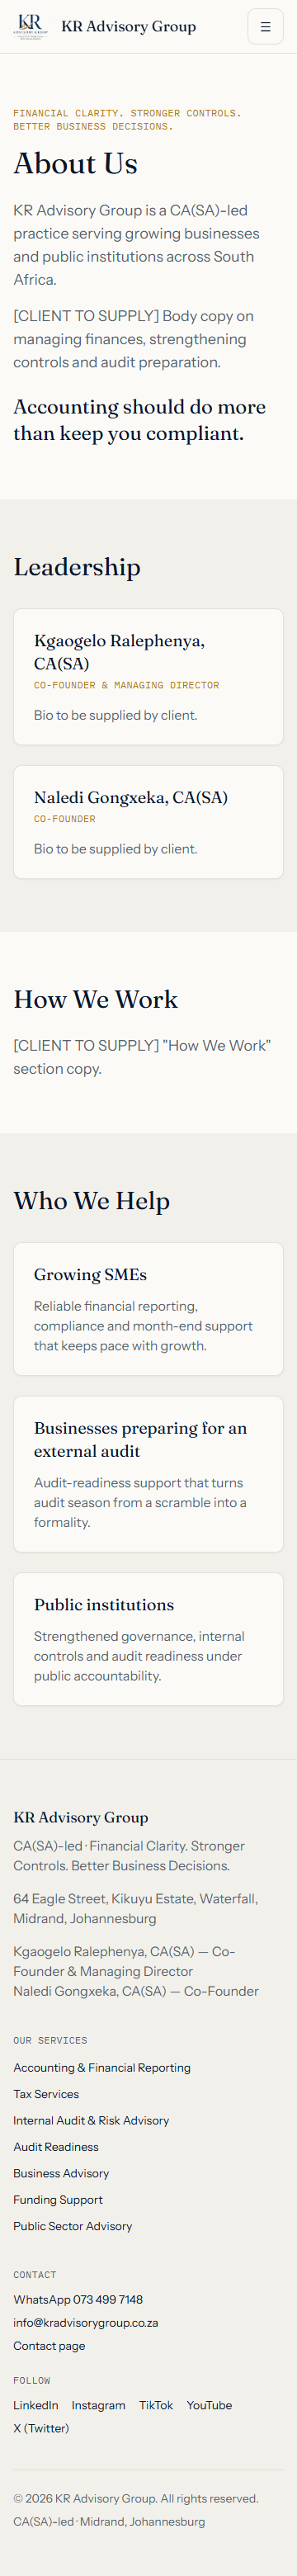 KR
ADVISORY GROUP
KR Advisory Group
FINANCIAL CLARITY. STRONGER CONTROLS.
BETTER BUSINESS DECISIONS.
About Us
KR Advisory Group is a CA(SA)-led
practice serving growing businesses
and public institutions across South
Africa.
[CLIENT TO SUPPLY] Body copy on
managing finances, strengthening
controls and audit preparation.
Accounting should do more
than keep you compliant.
Leadership
Kgaogelo Ralephenya,
CA(SA)
CO-FOUNDER & MANAGING DIRECTOR
Bio to be supplied by client.
Naledi Gongxeka, CA(SA)
CO-FOUNDER
Bio to be supplied by client.
How We Work
[CLIENT TO SUPPLY] "How We Work"
section copy.
Who We Help
Growing SMEs
Reliable financial reporting,
compliance and month-end support
that keeps pace with growth.
Businesses preparing for an
external audit
Audit-readiness support that turns
audit season from a scramble into a
formality.
Public institutions
Strengthened governance, internal
controls and audit readiness under
public accountability.
KR Advisory Group
CA(SA)-led · Financial Clarity. Stronger
Controls. Better Business Decisions.
64 Eagle Street, Kikuyu Estate, Waterfall,
Midrand, Johannesburg
Kgaogelo Ralephenya, CA(SA) — Co-
Founder & Managing Director
Naledi Gongxeka, CA(SA) — Co-Founder
OUR SERVICES
Accounting & Financial Reporting
Tax Services
Internal Audit & Risk Advisory
Audit Readiness
Business Advisory
Funding Support
Public Sector Advisory
CONTACT
WhatsApp 073 499 7148
info@kradvisorygroup.co.za
Contact page
FOLLOW
LinkedIn Instagram TikTok YouTube
X (Twitter)
© 2026 KR Advisory Group. All rights reserved.
CA(SA)-led · Midrand, Johannesburg